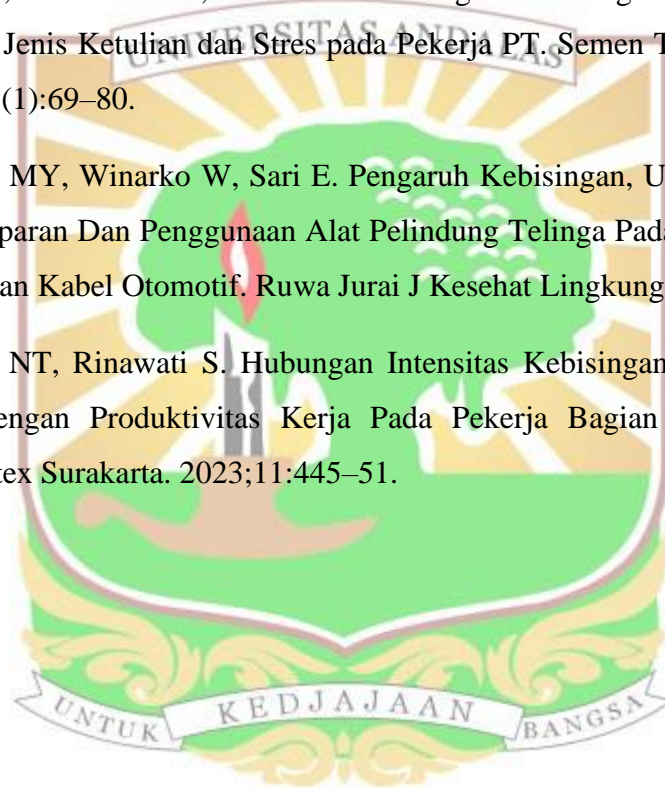 UNIVERSITAS ANDALAS
Jenis Ketulian dan Stres pada Pekerja PT. Semen T
(1):69–80.
MY, Winarko W, Sari E. Pengaruh Kebisingan, U
paran Dan Penggunaan Alat Pelindung Telinga Pada
an Kabel Otomotif. Ruwa Jurai J Kesehat Lingkung
NT, Rinawati S. Hubungan Intensitas Kebisingan
engan Produktivitas Kerja Pada Pekerja Bagian
tex Surakarta. 2023;11:445–51.
UNTUK KEDJAJAAN BANGSA